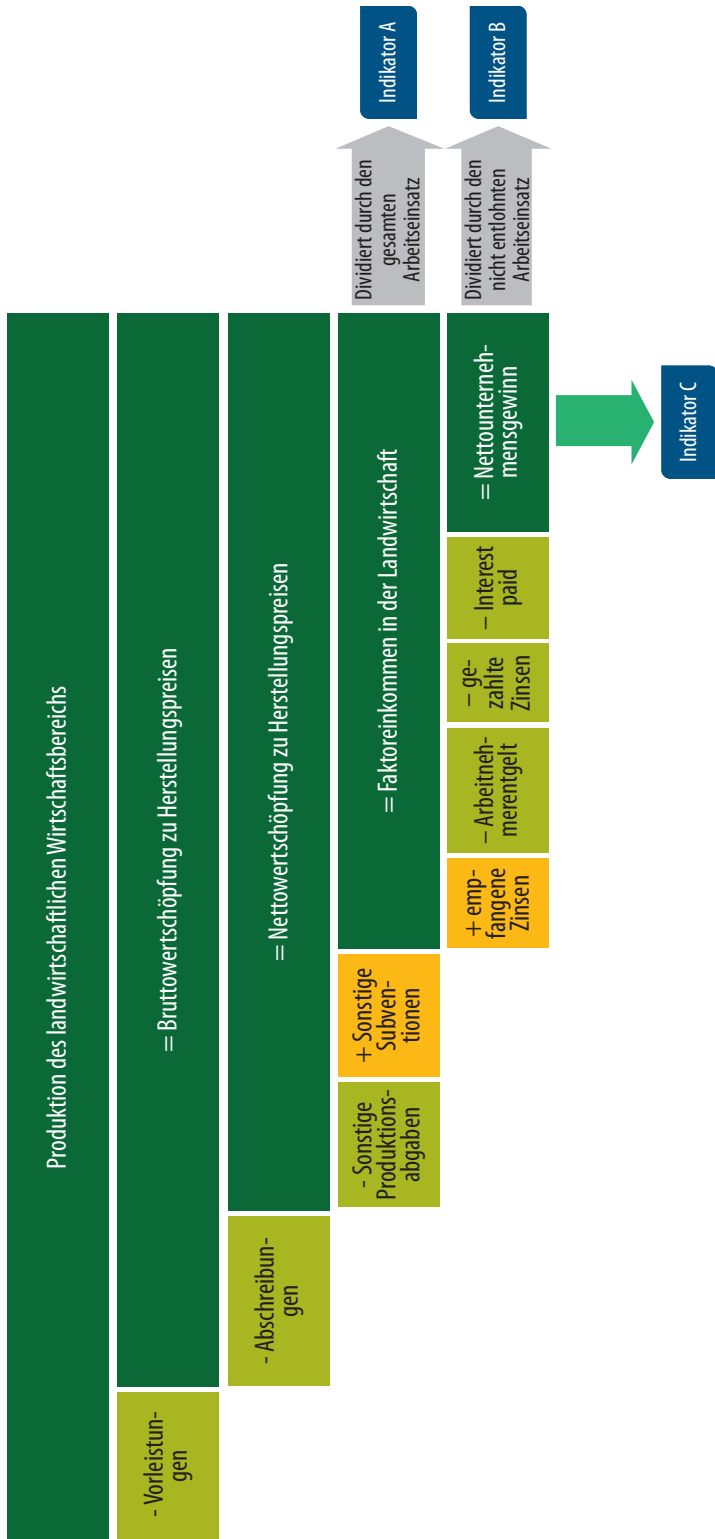 Produktion des landwirtschaftlichen Wirtschaftsbereichs
- Vorleistun-
gen
= Bruttowertschöpfung zu Herstellungspreisen
- Abschreibun-
gen
= Nettowertschöpfung zu Herstellungspreisen
- Sonstige
Produktions-
abgaben
+ Sonstige
Subven-
tionen
= Faktoreinkommen in der Landwirtschaft
Dividiert durch den
gesamten
Arbeitseinsatz
Indikator A
+ emp-
fangene
Zinsen
– Arbeitneh-
merentgelt
– ge-
zahlte
Zinsen
– Interest
paid
= Nettounterneh-
mensgewinn
Dividiert durch den
nicht entlohnten
Arbeitseinsatz
Indikator B
Indikator C